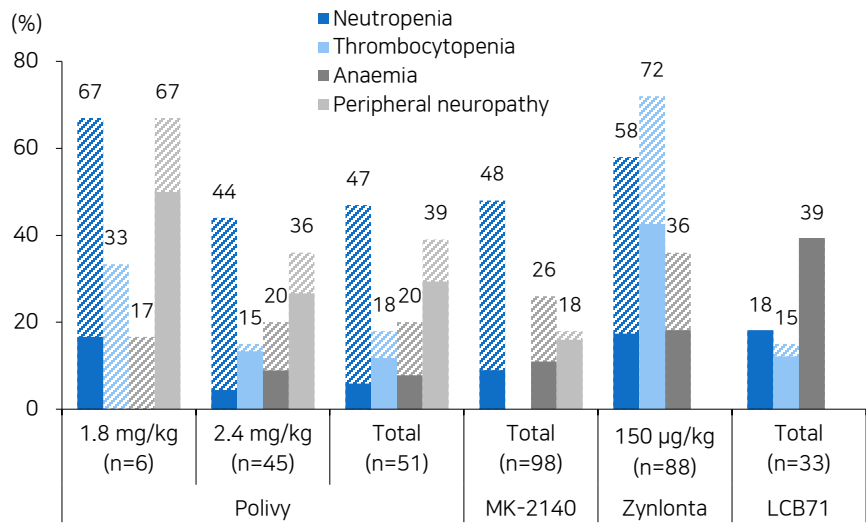 (%)
Neutropenia
Thrombocytopenia
Anaemia
Peripheral neuropathy
80
60
40
20
0
67 33 17 67
44 15 20 36
47 18 20 39
48 26 18
58 72 36
18 15 39
1.8 mg/kg 2.4 mg/kg Total Total 150 µg/kg Total
(n=6) (n=45) (n=51) (n=98) (n=88) (n=33)
Polivy MK-2140 Zynlonta LCB71